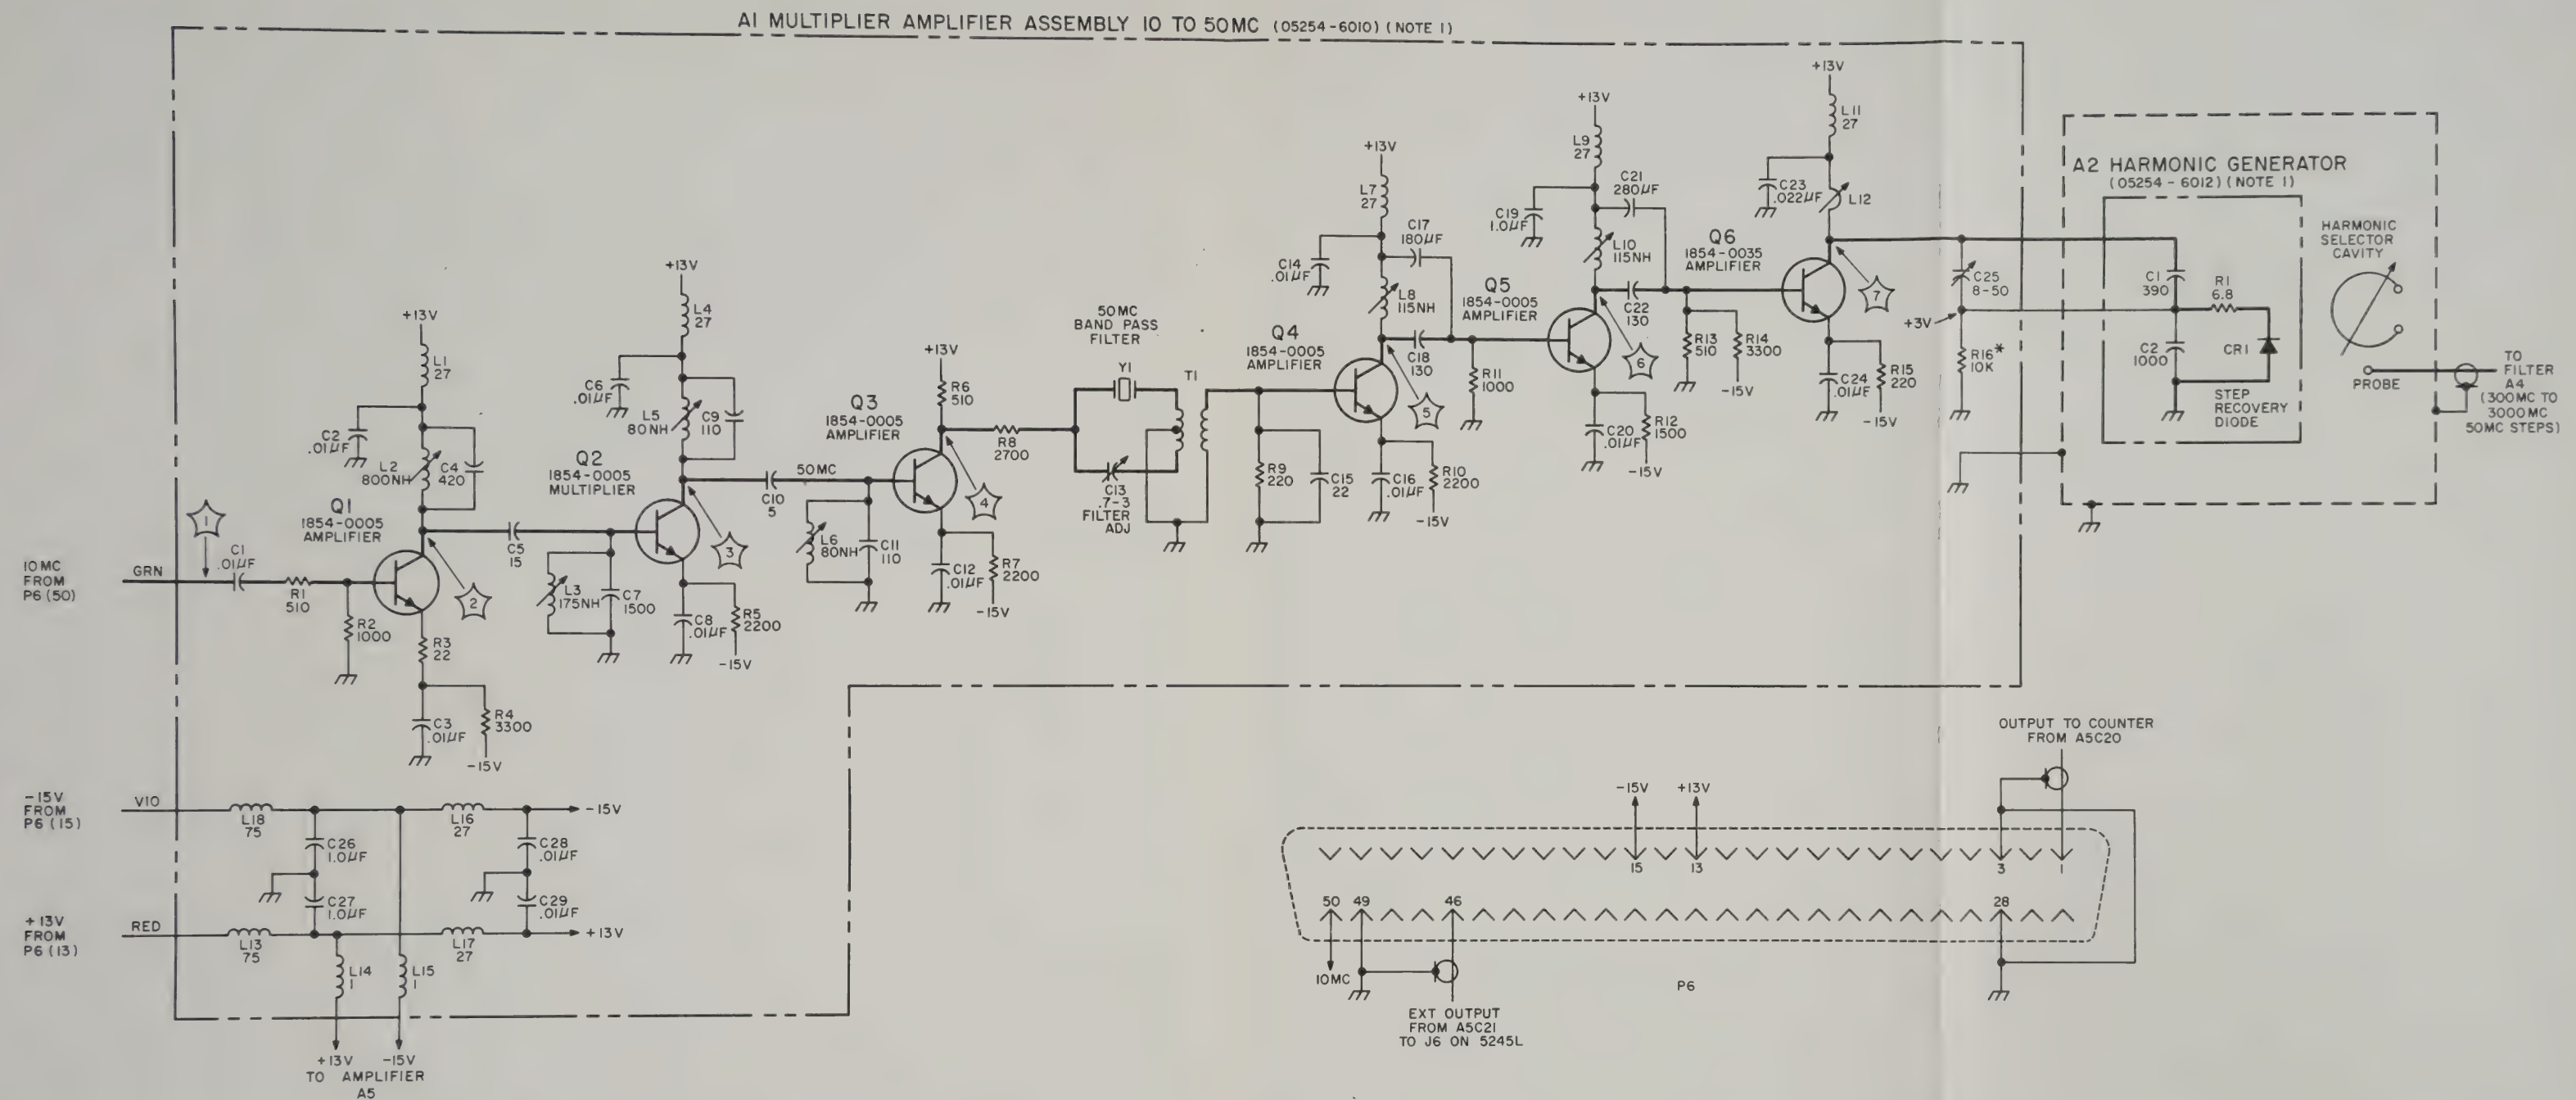 A1 MULTIPLIER AMPLIFIER ASSEMBLY 10 TO 50MC (05254-6010) (NOTE 1)
+13V
L11
27
C23
.022µF
L12
+13V
L9
27
C21
280µF
C19
1.0µF
L10
115NH
Q6
1854-0035
AMPLIFIER
7
+13V
L7
27
C17
180µF
C14
.01µF
L8
115NH
Q5
1854-0005
AMPLIFIER
C22
130
6
R13
510
R14
3300
-15V
C24
.01µF
R15
220
-15V
C25
8-50
+3V
R16*
10K
A2 HARMONIC GENERATOR
(05254-6012) (NOTE 1)
C1
390
R1
6.8
C2
1000
CR1
STEP
RECOVERY
DIODE
HARMONIC
SELECTOR
CAVITY
PROBE
TO
FILTER
A4
(300MC TO
3000MC
50MC STEPS)
+13V
L4
27
C6
.01µF
L5
80NH
C9
110
+13V
L1
27
C2
.01µF
L2
800NH
C4
420
Q1
1854-0005
AMPLIFIER
1
C1
.01µF
10MC
FROM
P6 (50)
GRN
R1
510
R2
1000
2
R3
22
C3
.01µF
R4
3300
-15V
Q2
1854-0005
MULTIPLIER
C5
15
L3
175NH
C7
1500
3
C8
.01µF
R5
2200
-15V
Q3
1854-0005
AMPLIFIER
+13V
R6
510
50MC
C10
5
L6
80NH
C11
110
4
C12
.01µF
R7
2200
-15V
R8
2700
50MC
BAND PASS
FILTER
Y1
T1
C13
.7-3
FILTER
ADJ
Q4
1854-0005
AMPLIFIER
R9
220
C15
22
5
C18
130
R11
1000
C16
.01µF
R10
2200
-15V
C20
.01µF
R12
1500
-15V
-15V
FROM
P6 (15)
VIO
L18
75
L16
27
-15V
C26
1.0µF
C28
.01µF
C27
1.0µF
C29
.01µF
+13V
FROM
P6 (13)
RED
L13
75
L17
27
+13V
L14
1
L15
1
+13V
-15V
TO AMPLIFIER
A5
OUTPUT TO COUNTER
FROM A5C20
-15V
+13V
15
13
3
1
50
49
46
28
10MC
P6
EXT OUTPUT
FROM A5C21
TO J6 ON 5245L